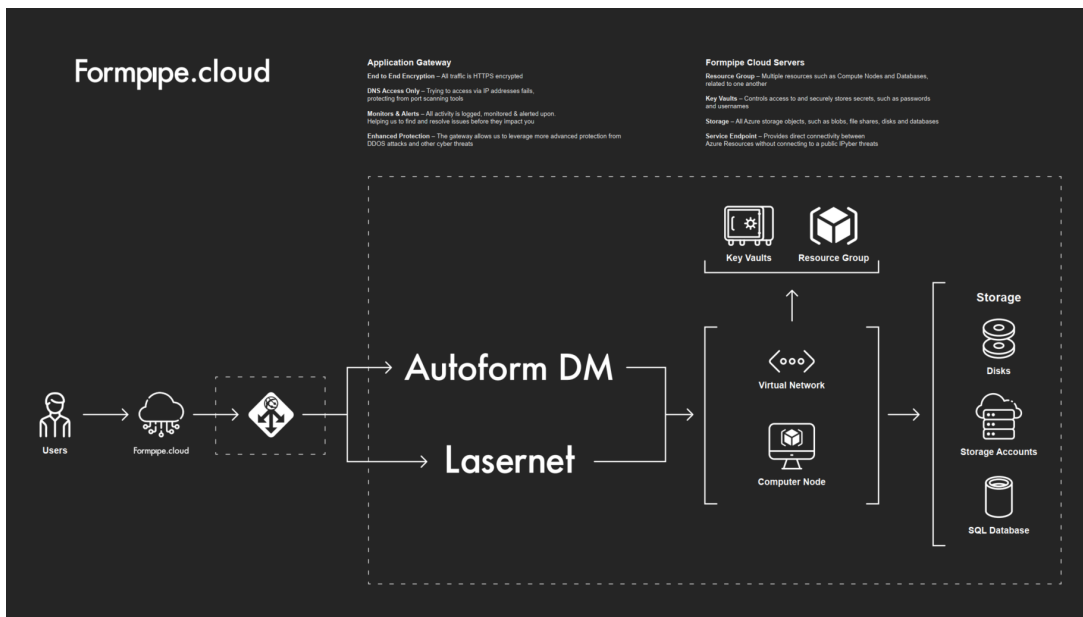 Formpipe.cloud
Application Gateway
End to End Encryption – All traffic is HTTPS encrypted
DNS Access Only – Trying to access via IP addresses fails,
protecting from port scanning tools
Monitors & Alerts – All activity is logged, monitored & alerted upon.
Helping us to find and resolve issues before they impact you
Enhanced Protection – The gateway allows us to leverage more advanced protection from
DDOS attacks and other cyber threats
Formpipe Cloud Servers
Resource Group – Multiple resources such as Compute Nodes and Databases,
related to one another
Key Vaults – Controls access to and securely stores secrets, such as passwords
and usernames
Storage – All Azure storage objects, such as blobs, file shares, disks and databases
Service Endpoint – Provides direct connectivity between
Azure Resources without connecting to a public IPyber threats
Key Vaults
Resource Group
Storage
Disks
Autoform DM
Virtual Network
Users
Formpipe.cloud
Lasernet
Storage Accounts
Computer Node
SQL Database